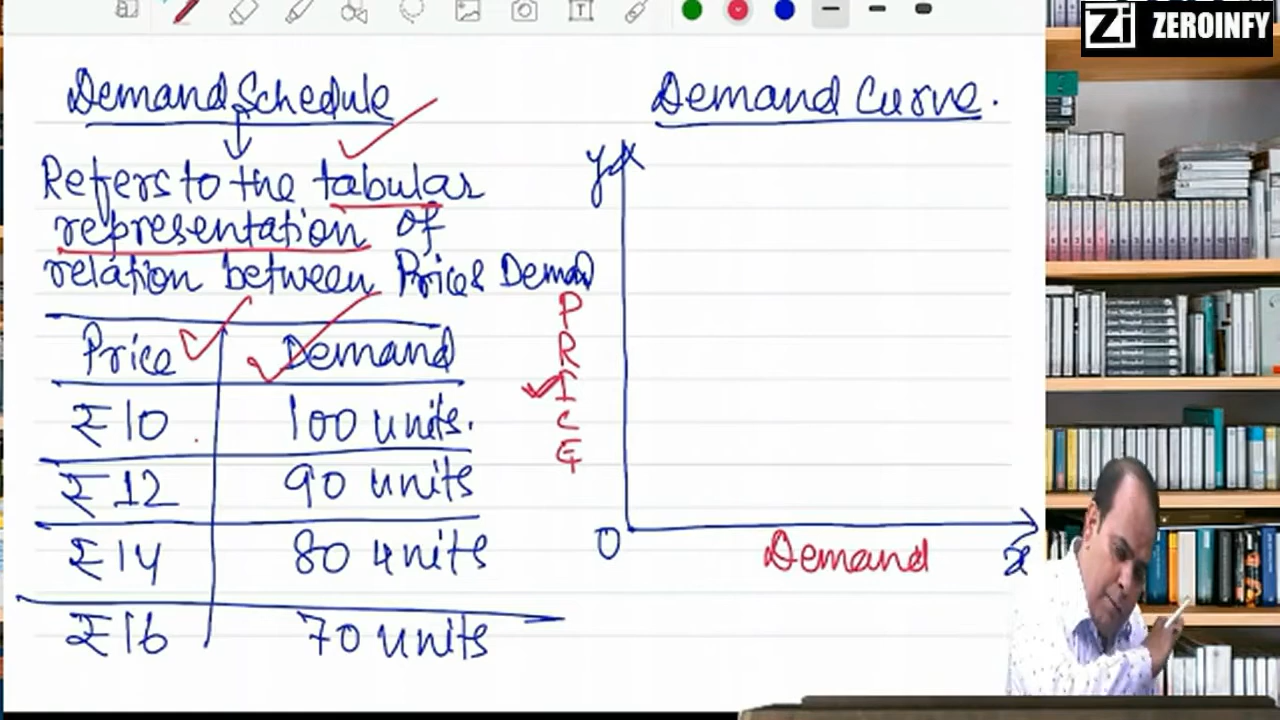 Zi ZEROINFY
Demand Schedule
Refers to the tabular
representation of
relation between Price & Demand
Price Demand
₹10 100 units.
₹12 90 units
₹14 80 units
₹16 70 units
Demand Curve.
y
P
R
I
C
E
O
Demand
x